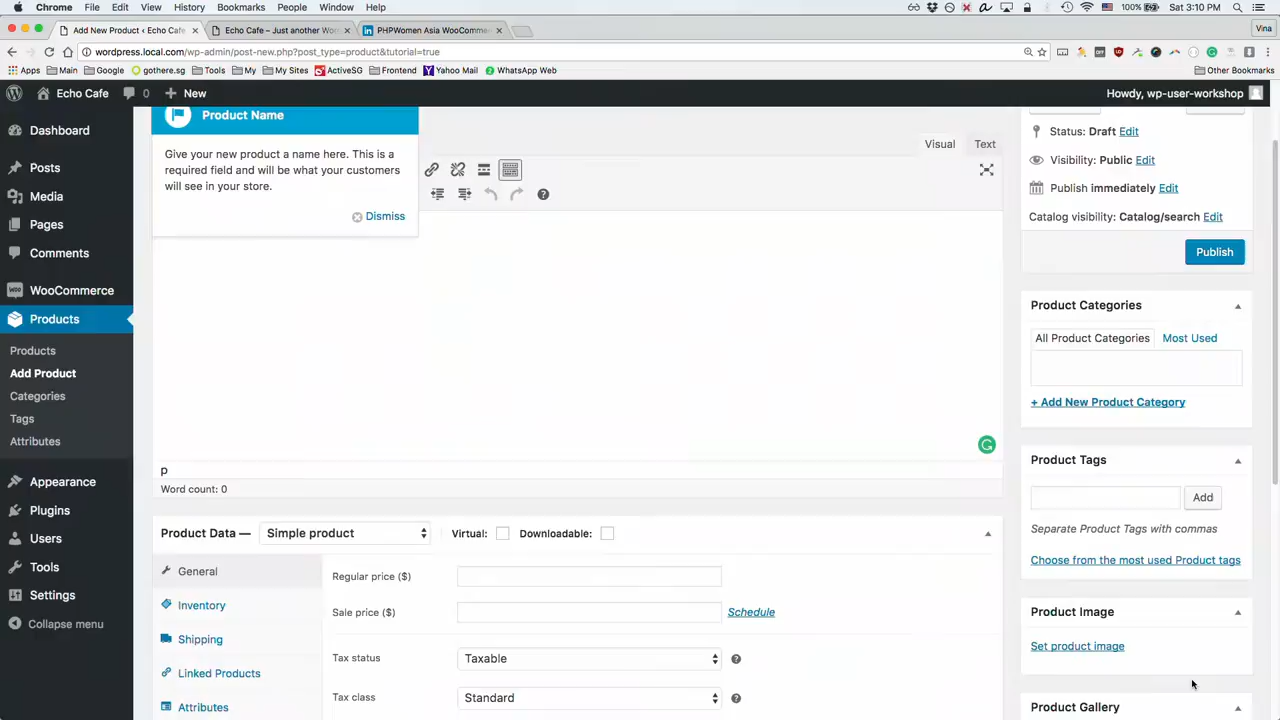 Chrome File Edit View History Bookmarks People Window Help 100% Sat 3:10 PM
Add New Product ‹ Echo Cafe Echo Cafe – Just another Wor PHPWomen Asia WooCommer Vina
wordpress.local.com/wp-admin/post-new.php?post_type=product&tutorial=true
Apps Main Google gothere.sg Tools My My Sites ActiveSG Frontend Yahoo Mail WhatsApp Web Other Bookmarks
Echo Cafe 0 New Howdy, wp-user-workshop
Dashboard
Posts
Media
Pages
Comments
WooCommerce
Products
Products
Add Product
Categories
Tags
Attributes
Appearance
Plugins
Users
Tools
Settings
Collapse menu
Product Name
Give your new product a name here. This is a
required field and will be what your customers
will see in your store.
Dismiss
Visual Text
p
Word count: 0
Product Data — Simple product Virtual: Downloadable:
General
Inventory
Shipping
Linked Products
Attributes
Regular price ($)
Sale price ($) Schedule
Tax status Taxable
Tax class Standard
Status: Draft Edit
Visibility: Public Edit
Publish immediately Edit
Catalog visibility: Catalog/search Edit
Publish
Product Categories
All Product Categories Most Used
+ Add New Product Category
Product Tags
Add
Separate Product Tags with commas
Choose from the most used Product tags
Product Image
Set product image
Product Gallery